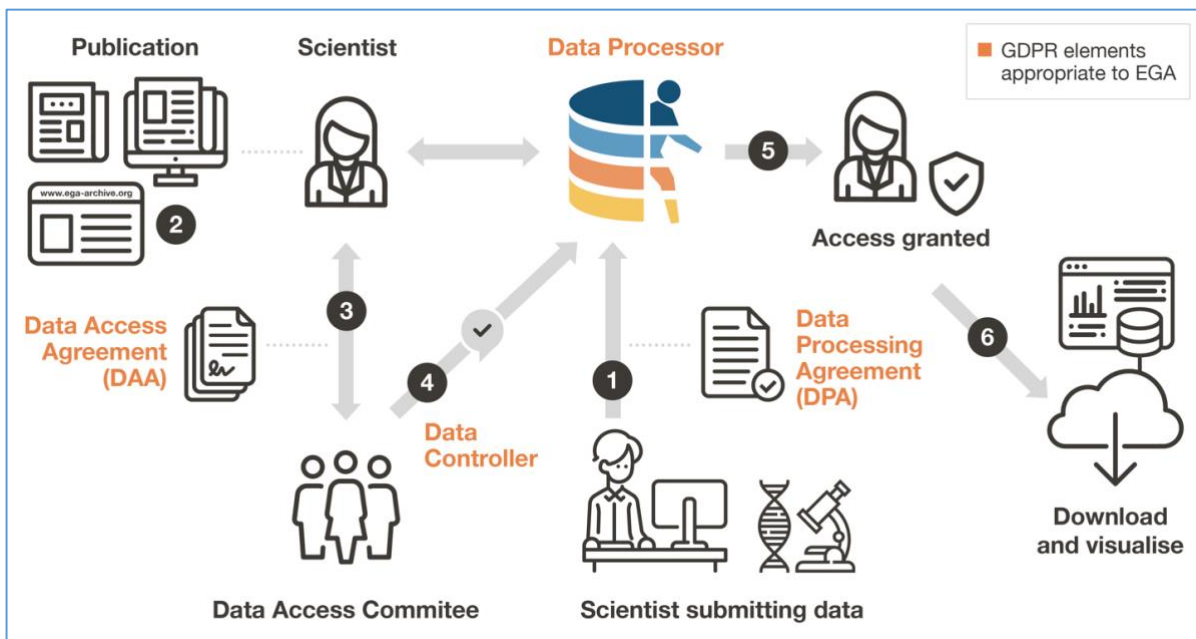 Publication
Scientist
Data Processor
GDPR elements
appropriate to EGA
www.ega-archive.org
2
5
Access granted
Data Access
Agreement
(DAA)
3
4
Data
Controller
1
Data
Processing
Agreement
(DPA)
6
Download
and visualise
Data Access Commitee
Scientist submitting data